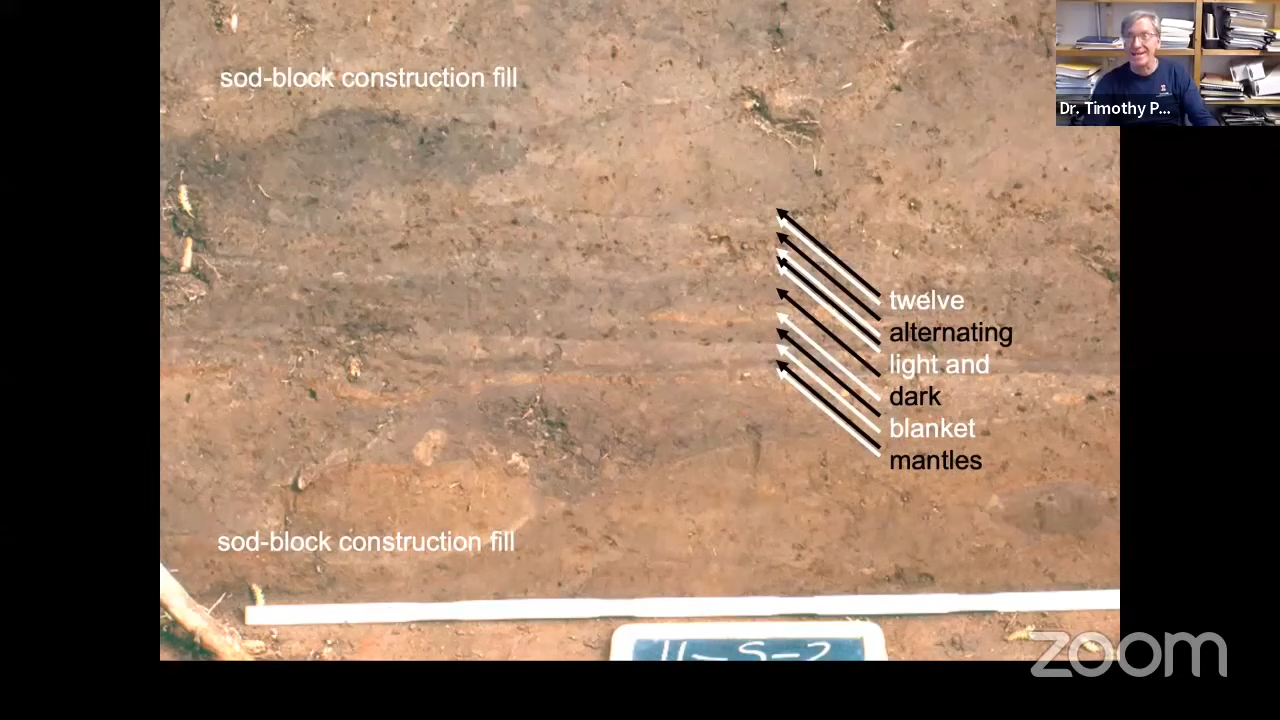 sod-block construction fill
Dr. Timothy P...
twelve
alternating
light and
dark
blanket
mantles
sod-block construction fill
zoom